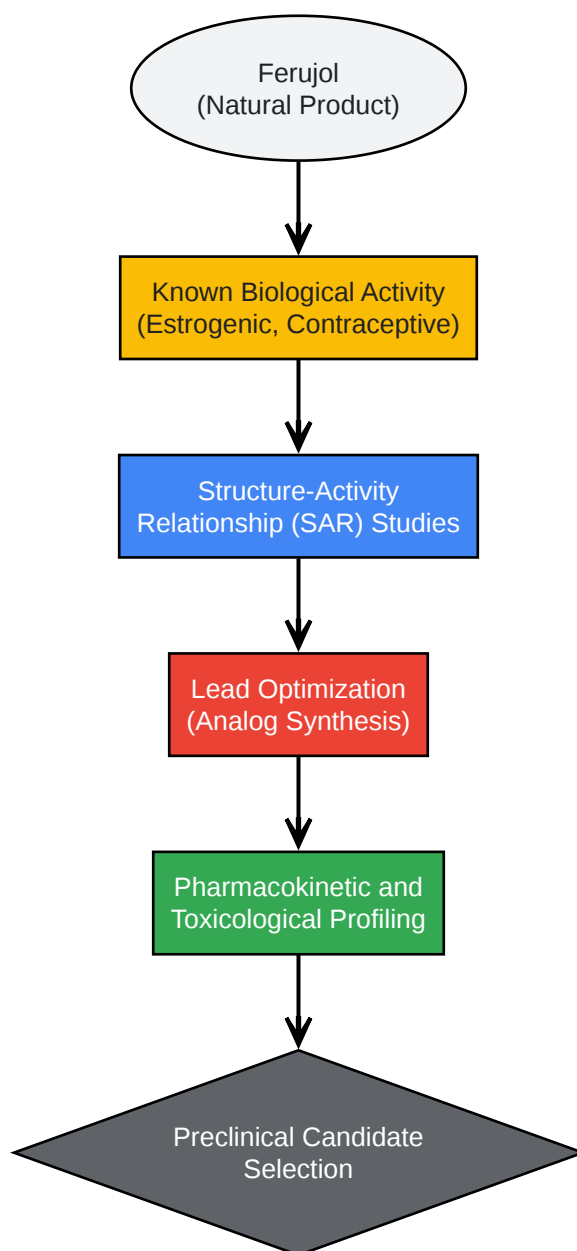 Ferujol
(Natural Product)
Known Biological Activity
(Estrogenic, Contraceptive)
Structure-Activity
Relationship (SAR) Studies
Lead Optimization
(Analog Synthesis)
Pharmacokinetic and
Toxicological Profiling
Preclinical Candidate
Selection